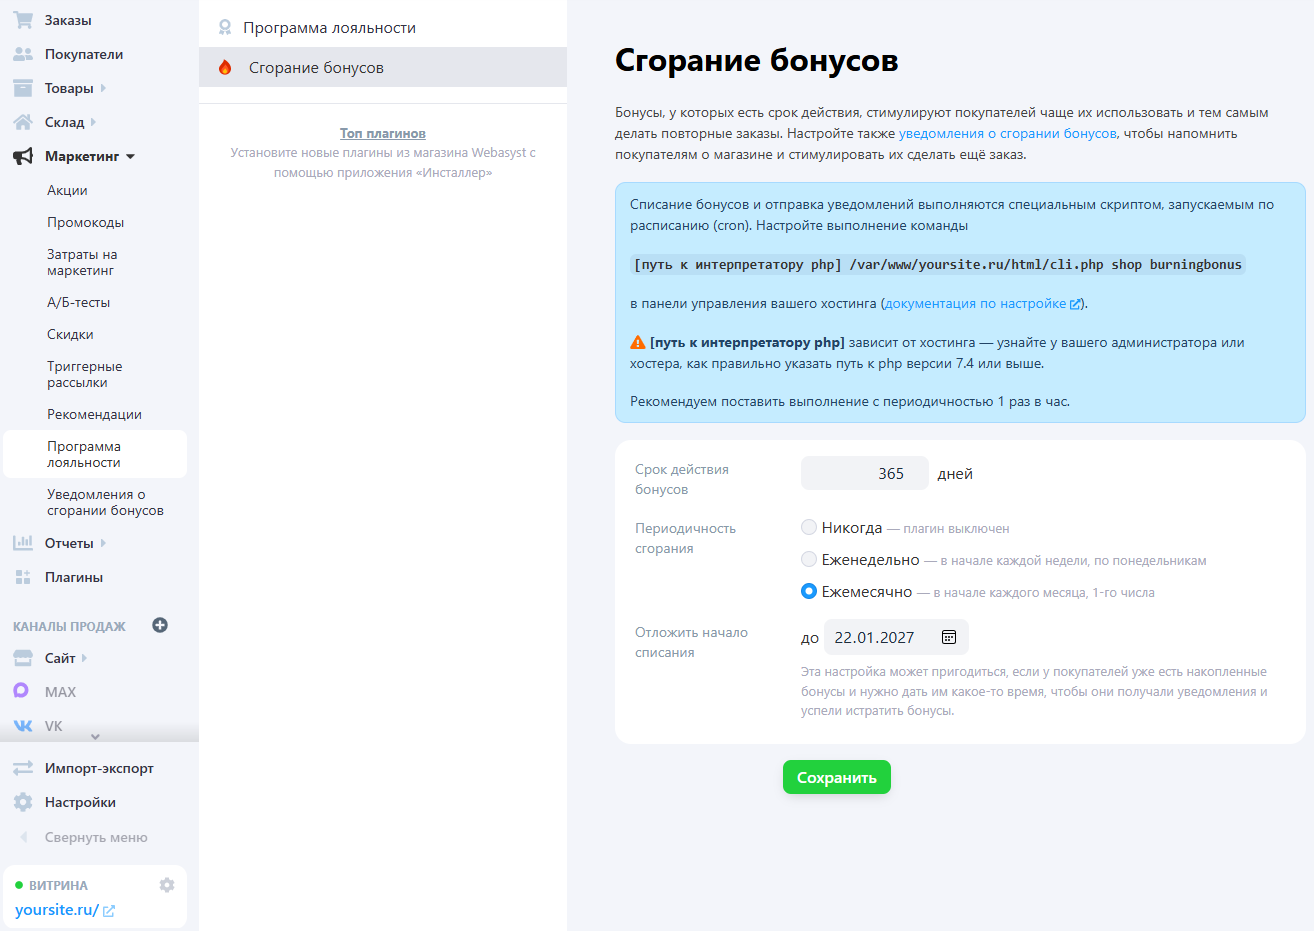 Заказы
Покупатели
Товары
Склад
Маркетинг
Акции
Промокоды
Затраты на
маркетинг
А/Б-тесты
Скидки
Триггерные
рассылки
Рекомендации
Программа
лояльности
Уведомления о
сгорании бонусов
Отчеты
Плагины
КАНАЛЫ ПРОДАЖ
Сайт
MAX
VK
Импорт-экспорт
Настройки
Свернуть меню
ВИТРИНА
yoursite.ru/
Программа лояльности
Сгорание бонусов
Топ плагинов
Установите новые плагины из магазина Webasyst с
помощью приложения «Инсталлер»
Сгорание бонусов
Бонусы, у которых есть срок действия, стимулируют покупателей чаще их использовать и тем самым
делать повторные заказы. Настройте также уведомления о сгорании бонусов, чтобы напомнить
покупателям о магазине и стимулировать их сделать ещё заказ.
Списание бонусов и отправка уведомлений выполняются специальным скриптом, запускаемым по
расписанию (cron). Настройте выполнение команды
[путь к интерпретатору php] /var/www/yoursite.ru/html/cli.php shop burningbonus
в панели управления вашего хостинга (документация по настройке).
[путь к интерпретатору php] зависит от хостинга — узнайте у вашего администратора или
хостера, как правильно указать путь к php версии 7.4 или выше.
Рекомендуем поставить выполнение с периодичностью 1 раз в час.
Срок действия
бонусов
365 дней
Периодичность
сгорания
Никогда — плагин выключен
Еженедельно — в начале каждой недели, по понедельникам
Ежемесячно — в начале каждого месяца, 1-го числа
Отложить начало
списания
до 22.01.2027
Эта настройка может пригодиться, если у покупателей уже есть накопленные
бонусы и нужно дать им какое-то время, чтобы они получали уведомления и
успели истратить бонусы.
Сохранить